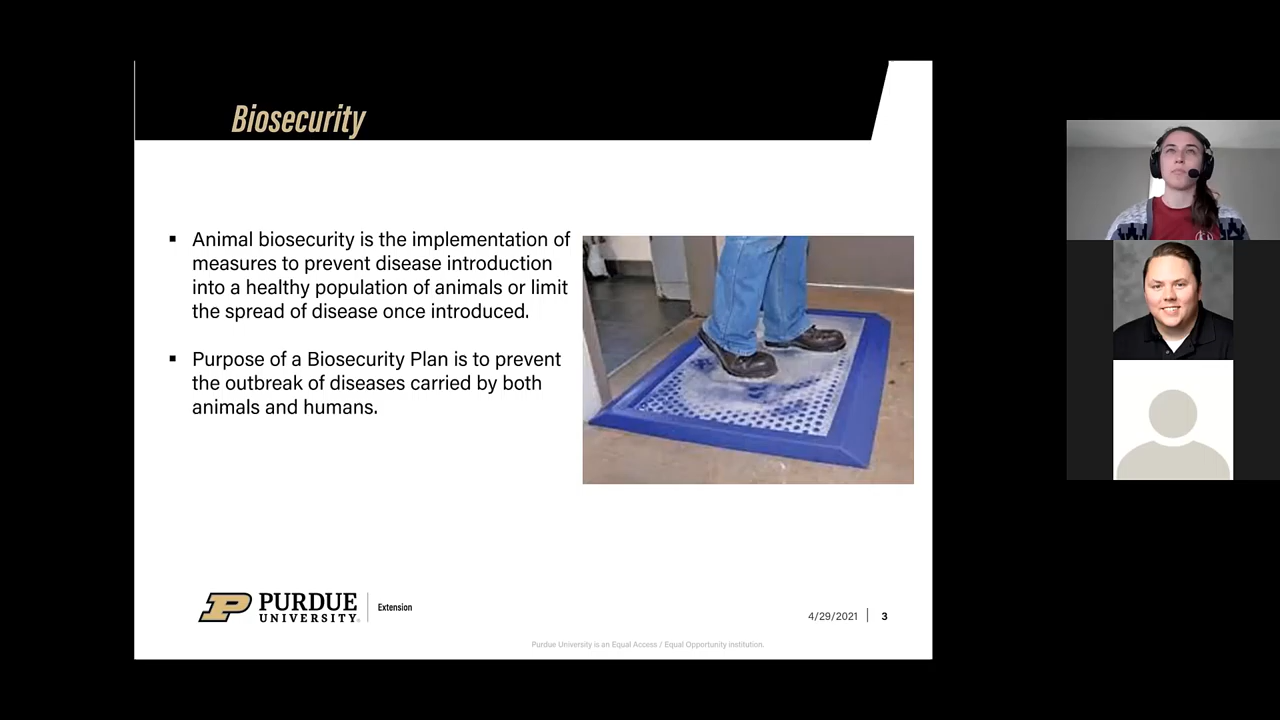 Biosecurity
▪ Animal biosecurity is the implementation of
measures to prevent disease introduction
into a healthy population of animals or limit
the spread of disease once introduced.
▪ Purpose of a Biosecurity Plan is to prevent
the outbreak of diseases carried by both
animals and humans.
PURDUE
UNIVERSITY®
Extension
4/29/2021
3
Purdue University is an Equal Access / Equal Opportunity institution.